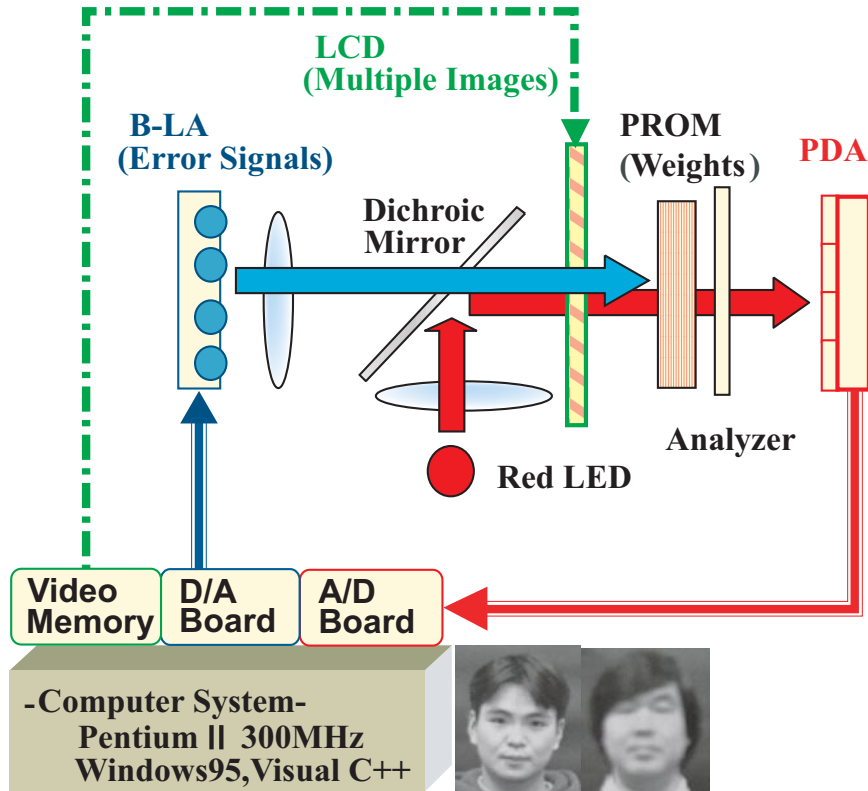 LCD
(Multiple Images)
B-LA
(Error Signals)
PROM
(Weights)
PDA
Dichroic
Mirror
Analyzer
Red LED
Video
Memory
D/A
Board
A/D
Board
-Computer System-
Pentium II 300MHz
Windows95,Visual C++